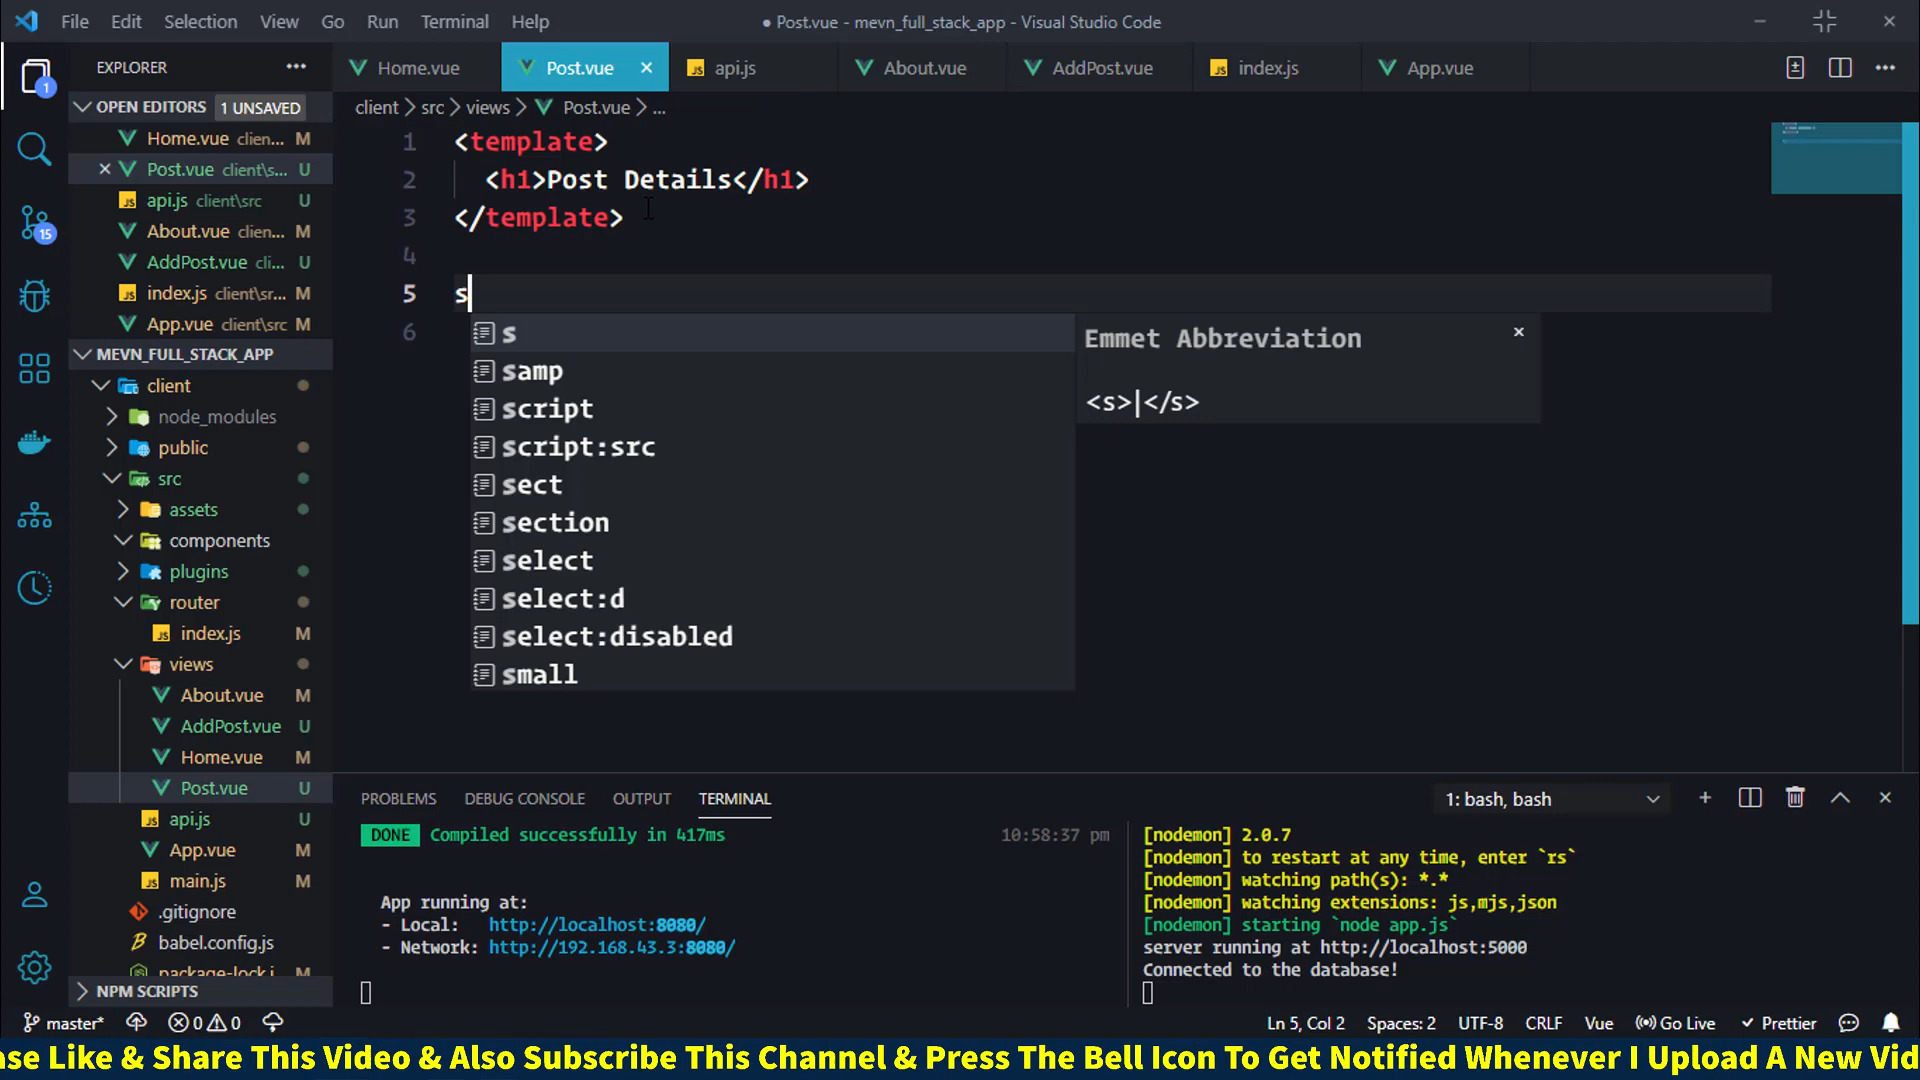 File Edit Selection View Go Run Terminal Help
● Post.vue - mevn_full_stack_app - Visual Studio Code
EXPLORER
Home.vue
Post.vue
api.js
About.vue
AddPost.vue
index.js
App.vue
OPEN EDITORS 1 UNSAVED
client > src > views > Post.vue > ...
Home.vue clien... M
Post.vue client\s... U
api.js client\src U
About.vue clien... M
AddPost.vue cli... U
index.js client\sr... M
App.vue client\src M
1 <template>
2 <h1>Post Details</h1>
3 </template>
4
5 s
6
s
samp
script
script:src
sect
section
select
select:d
select:disabled
small
Emmet Abbreviation
<s>|</s>
1
15
MEVN_FULL_STACK_APP
client
node_modules
public
src
assets
components
plugins
router
index.js M
views
About.vue M
AddPost.vue U
Home.vue M
Post.vue U
api.js U
App.vue M
main.js M
.gitignore
babel.config.js
package-lock.j... M
NPM SCRIPTS
PROBLEMS DEBUG CONSOLE OUTPUT TERMINAL
1: bash, bash
DONE Compiled successfully in 417ms 10:58:37 pm
App running at:
- Local: http://localhost:8080/
- Network: http://192.168.43.3:8080/
[nodemon] 2.0.7
[nodemon] to restart at any time, enter `rs`
[nodemon] watching path(s): *.*
[nodemon] watching extensions: js,mjs,json
[nodemon] starting `node app.js`
server running at http://localhost:5000
Connected to the database!
master* 0 0
Ln 5, Col 2 Spaces: 2 UTF-8 CRLF Vue Go Live Prettier
ase Like & Share This Video & Also Subscribe This Channel & Press The Bell Icon To Get Notified Whenever I Upload A New Vid